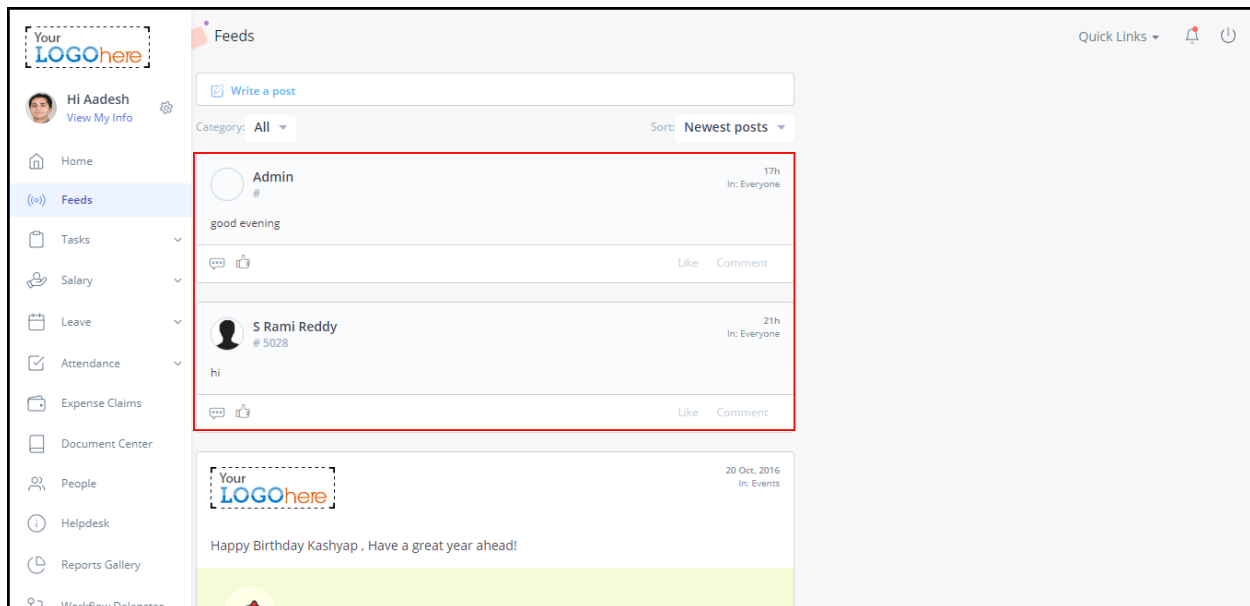 Your
LOGOhere
Feeds
Quick Links
Hi Aadesh
View My Info
Write a post
Category: All
Sort: Newest posts
Home
Feeds
Tasks
Salary
Leave
Attendance
Expense Claims
Document Center
People
Helpdesk
Reports Gallery
Workflow Delegates
Admin
#
17h
In: Everyone
good evening
Like Comment
S Rami Reddy
# 5028
21h
In: Everyone
hi
Like Comment
Your
LOGOhere
20 Oct, 2016
In: Events
Happy Birthday Kashyap , Have a great year ahead!